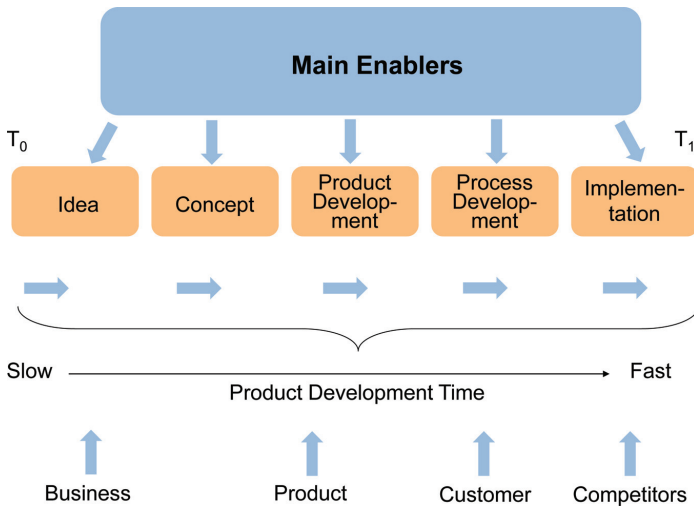 Main Enablers
T₀
T₁
Idea
Concept
Product
Develop-
ment
Process
Develop-
ment
Implemen-
tation
Slow
Fast
Product Development Time
Business
Product
Customer
Competitors